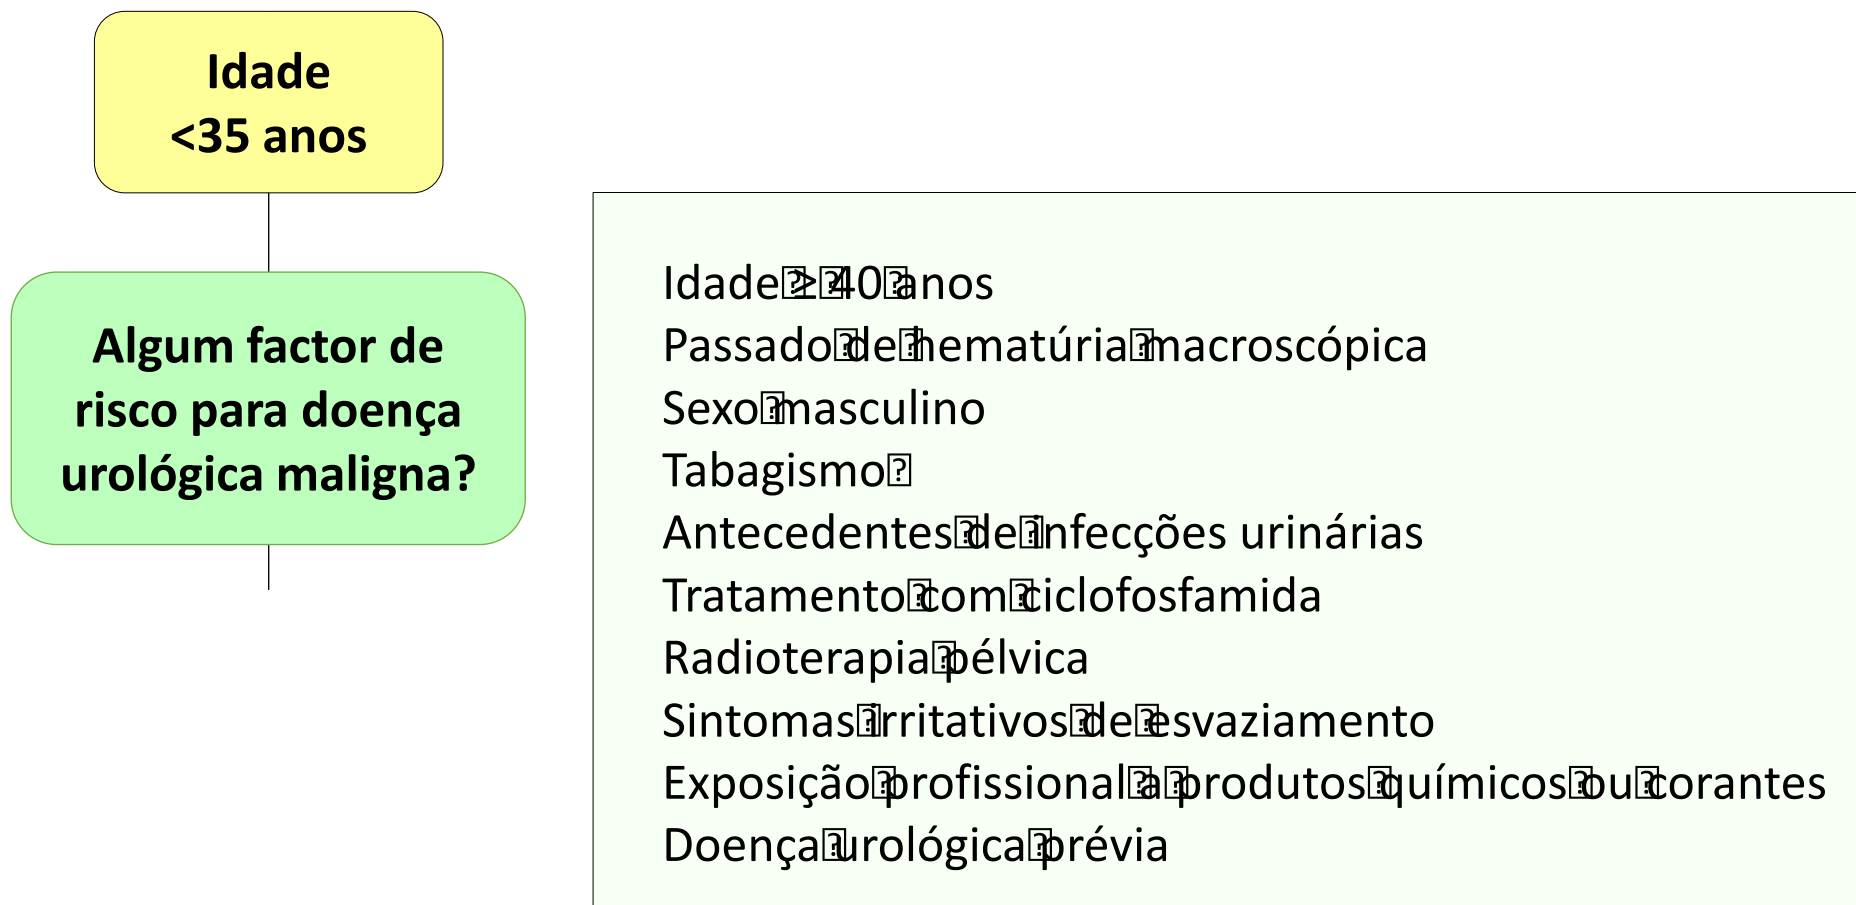 Idade
<35 anos
Algum factor de
risco para doença
urológica maligna?
Idade ≥ 40 anos
Passado de hematúria macroscópica
Sexo masculino
Tabagismo
Antecedentes de infecções urinárias
Tratamento com ciclofosfamida
Radioterapia pélvica
Sintomas irritativos de esvaziamento
Exposição profissional a produtos químicos ou corantes
Doença urológica prévia